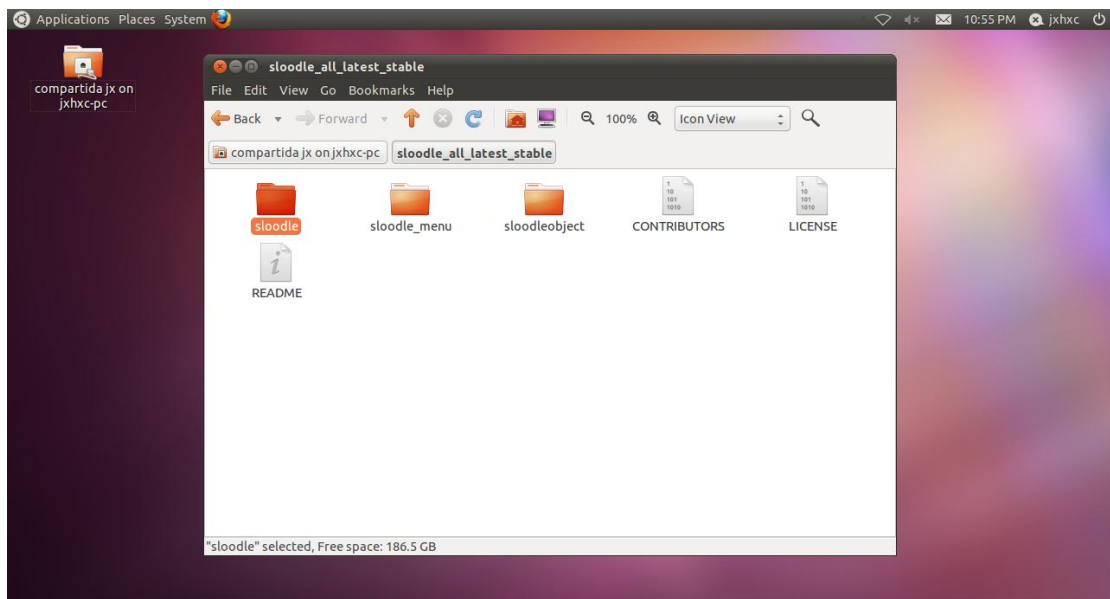 Applications Places System 10:55 PM jxhxc
compartida jx on
jxhxc-pc
sloodle_all_latest_stable
File Edit View Go Bookmarks Help
Back Forward 100% Icon View
compartida jx on jxhxc-pc sloodle_all_latest_stable
sloodle sloodle_menu sloodleobject CONTRIBUTORS LICENSE
README
"sloodle" selected, Free space: 186.5 GB